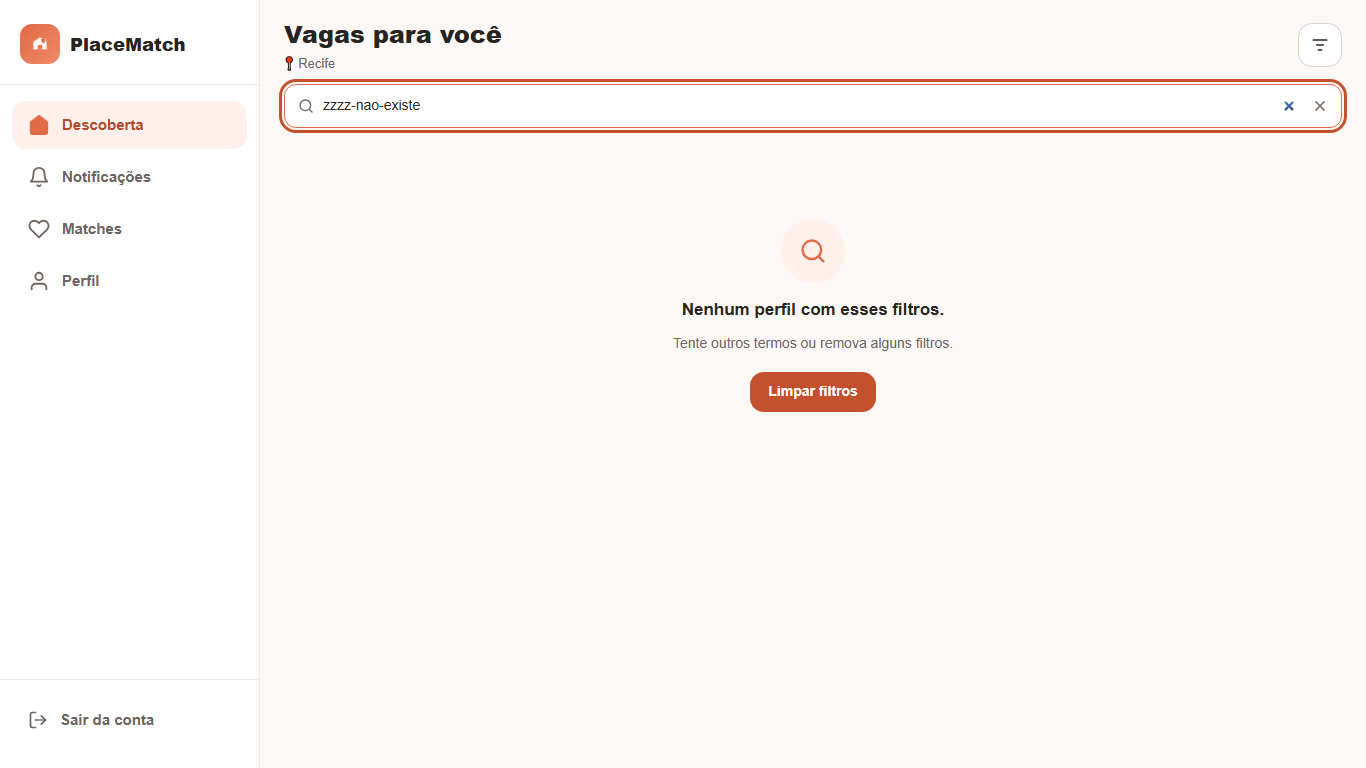 PlaceMatch
Descoberta
Notificações
Matches
Perfil
Sair da conta
Vagas para você
Recife
zzzz-nao-existe
Nenhum perfil com esses filtros.
Tente outros termos ou remova alguns filtros.
Limpar filtros